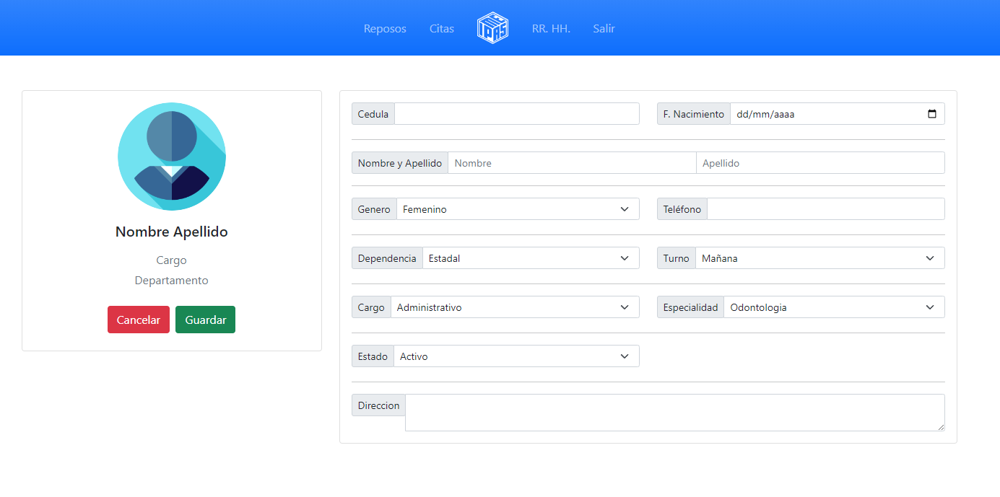 Reposos Citas IPAS RR. HH. Salir
Nombre Apellido
Cargo
Departamento
Cancelar Guardar
Cedula F. Nacimiento dd/mm/aaaa
Nombre y Apellido Nombre Apellido
Genero Femenino Teléfono
Dependencia Estadal Turno Mañana
Cargo Administrativo Especialidad Odontologia
Estado Activo
Direccion